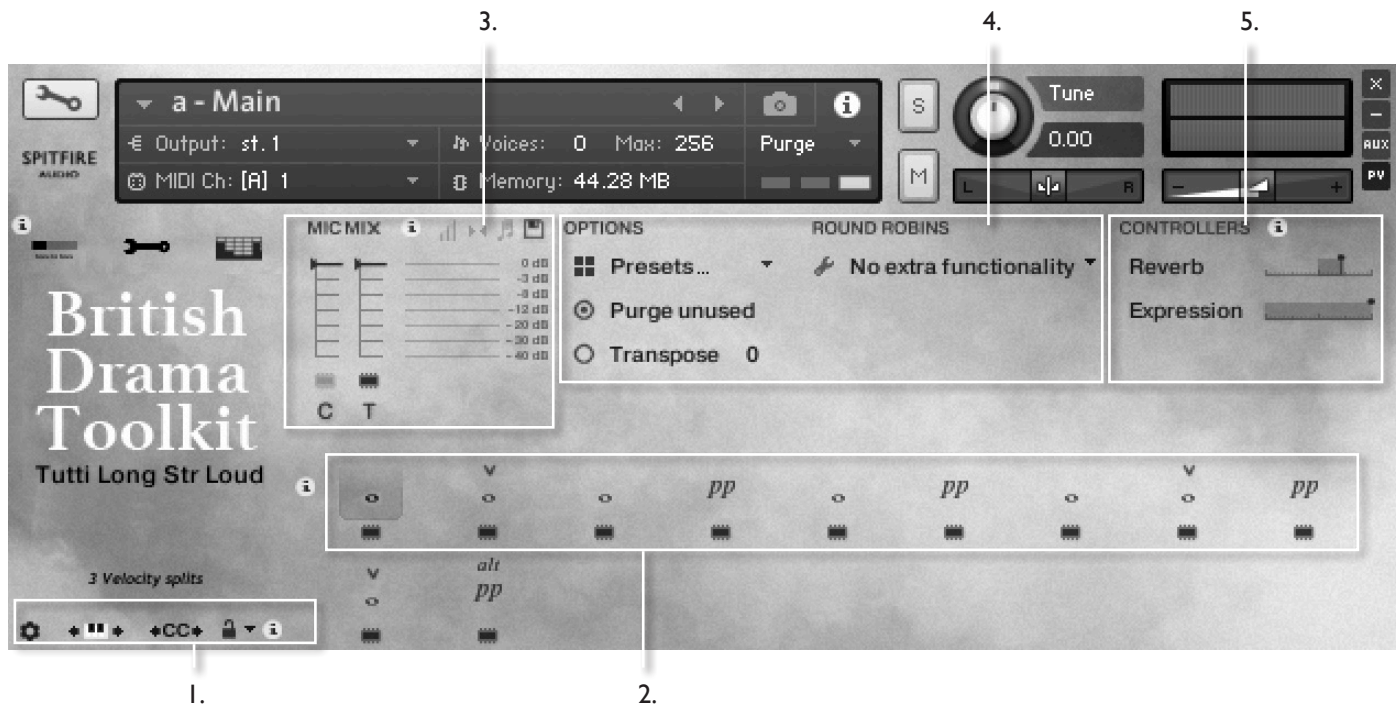 3. 4. 5.
a - Main
S
Tune
AUX
PV
SPITFIRE
AUDIO
Output: st. 1 Voices: 0 Max: 256 Purge
0.00
MIDI Ch: [A] 1 Memory: 44.28 MB
M
L R - +
MIC MIX i OPTIONS ROUND ROBINS CONTROLLERS i
0 dB
-3 dB
-8 dB
-12 dB
-20 dB
-30 dB
-40 dB
Presets... No extra functionality Reverb
Purge unused Expression
Transpose 0
C T
British
Drama
Toolkit
Tutti Long Str Loud
pp pp pp
alt
pp
3 Velocity splits
CC
1. 2.